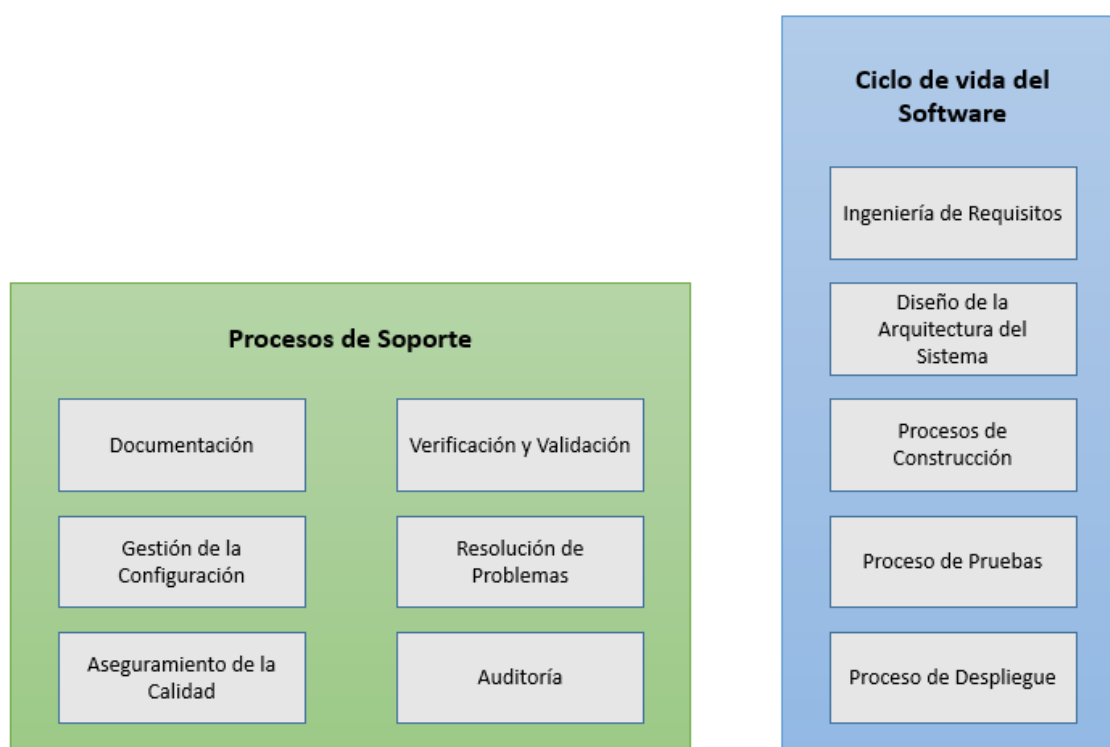 Ciclo de vida del
Software
Ingeniería de Requisitos
Diseño de la
Arquitectura del
Sistema
Procesos de
Construcción
Proceso de Pruebas
Proceso de Despliegue
Procesos de Soporte
Documentación
Verificación y Validación
Gestión de la
Configuración
Resolución de
Problemas
Aseguramiento de la
Calidad
Auditoría